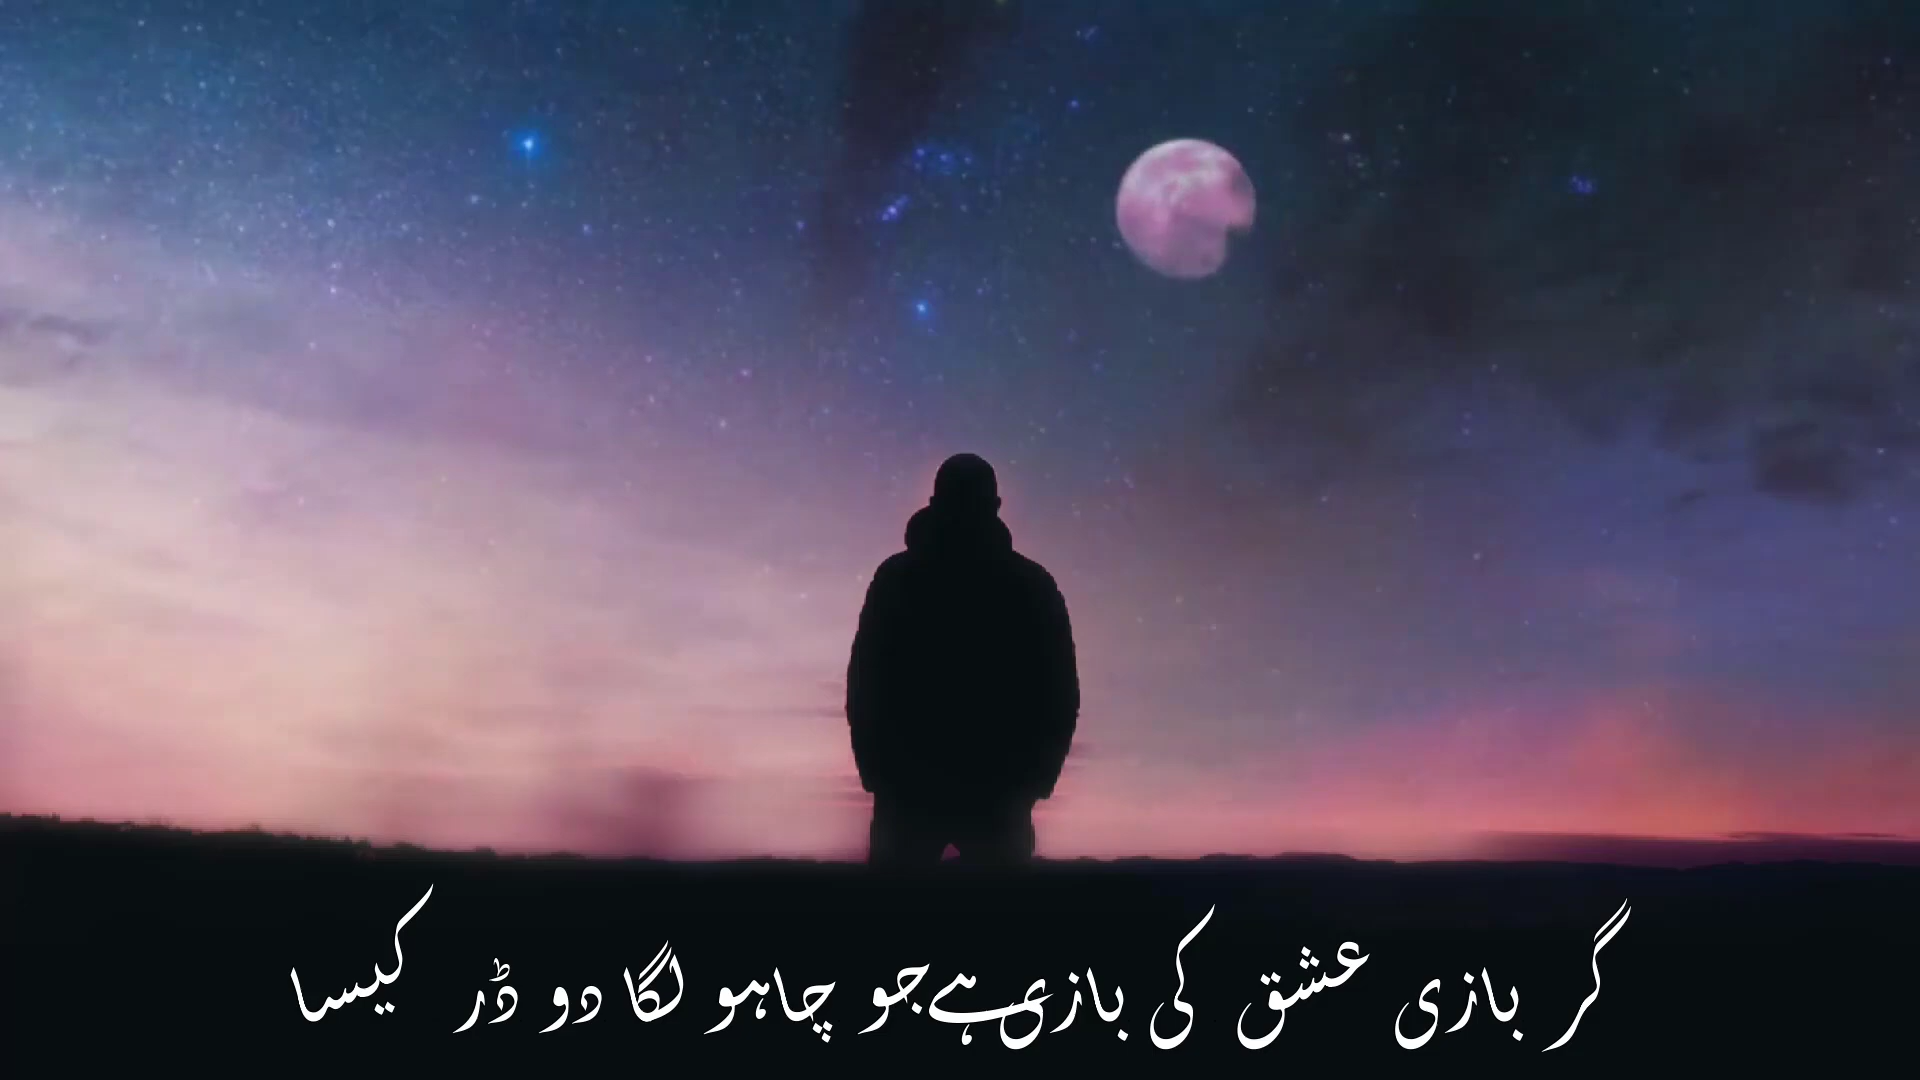 گر بازی عشق کی بازی ہے جو چاہو لگا دو ڈر کیسا